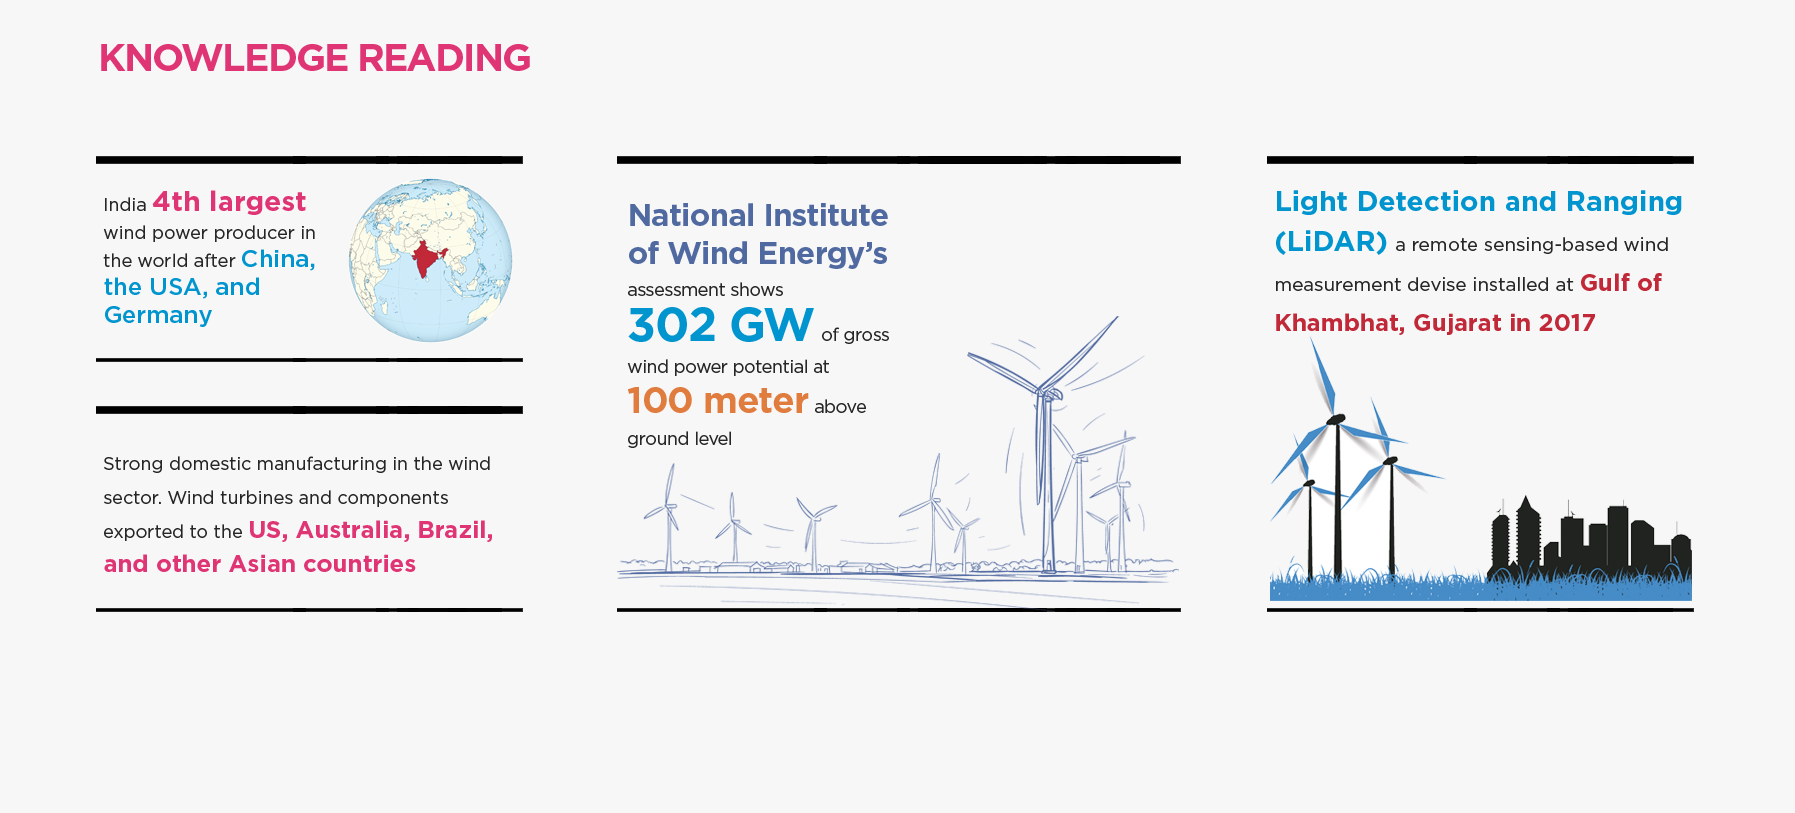 KNOWLEDGE READING
India 4th largest
wind power producer in
the world after China,
the USA, and
Germany
Strong domestic manufacturing in the wind
sector. Wind turbines and components
exported to the US, Australia, Brazil,
and other Asian countries
National Institute
of Wind Energy’s
assessment shows
302 GW of gross
wind power potential at
100 meter above
ground level
Light Detection and Ranging
(LiDAR) a remote sensing-based wind
measurement devise installed at Gulf of
Khambhat, Gujarat in 2017